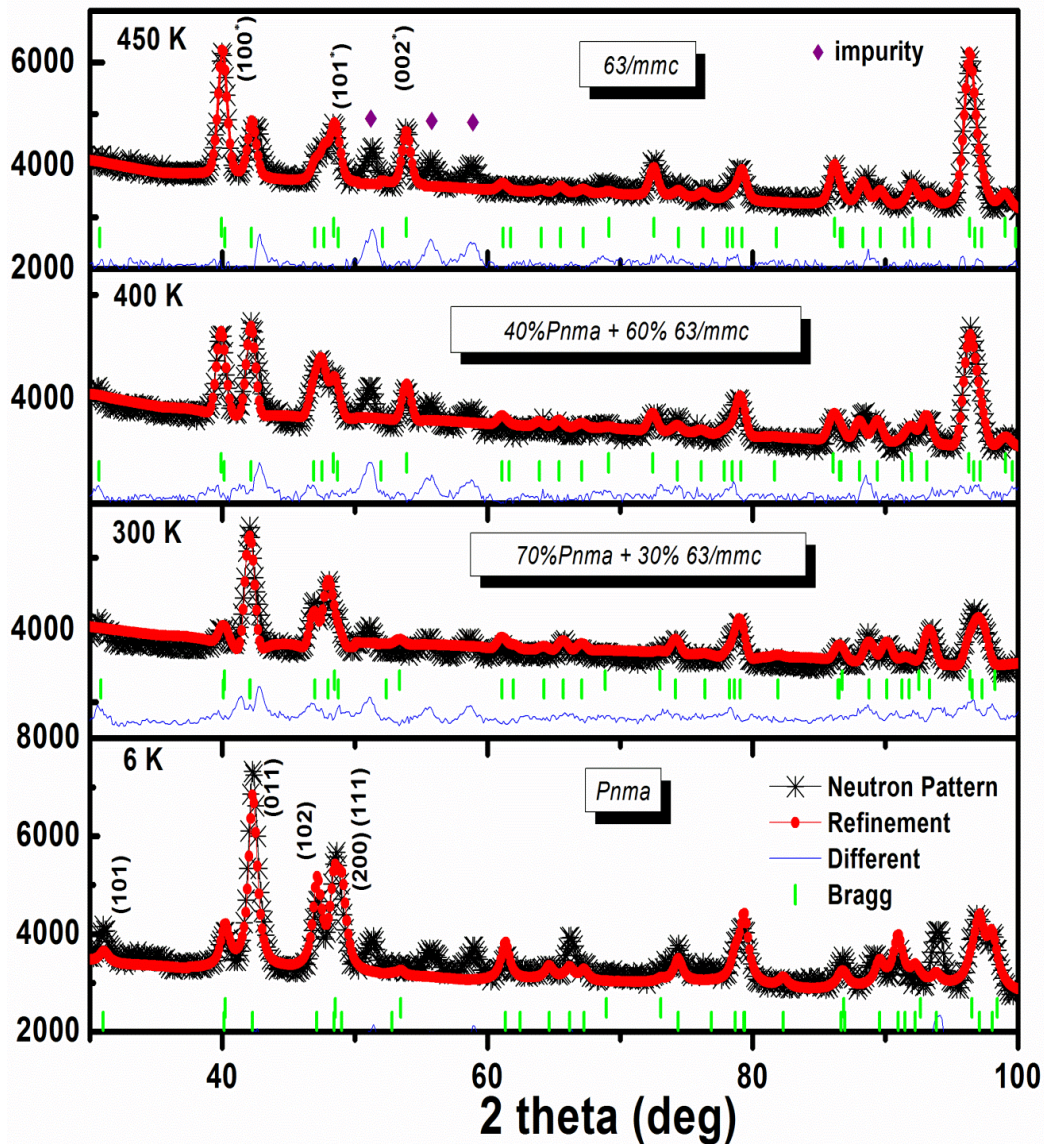 450 K
(100*)
(101*)
(002*)
63/mmc
impurity
6000
4000
2000
400 K
40%Pnma + 60% 63/mmc
4000
300 K
70%Pnma + 30% 63/mmc
4000
8000
6 K
(101)
(011)
(102)
(200) (111)
Pnma
Neutron Pattern
Refinement
Different
Bragg
6000
4000
2000
40
60
80
100
2 theta (deg)